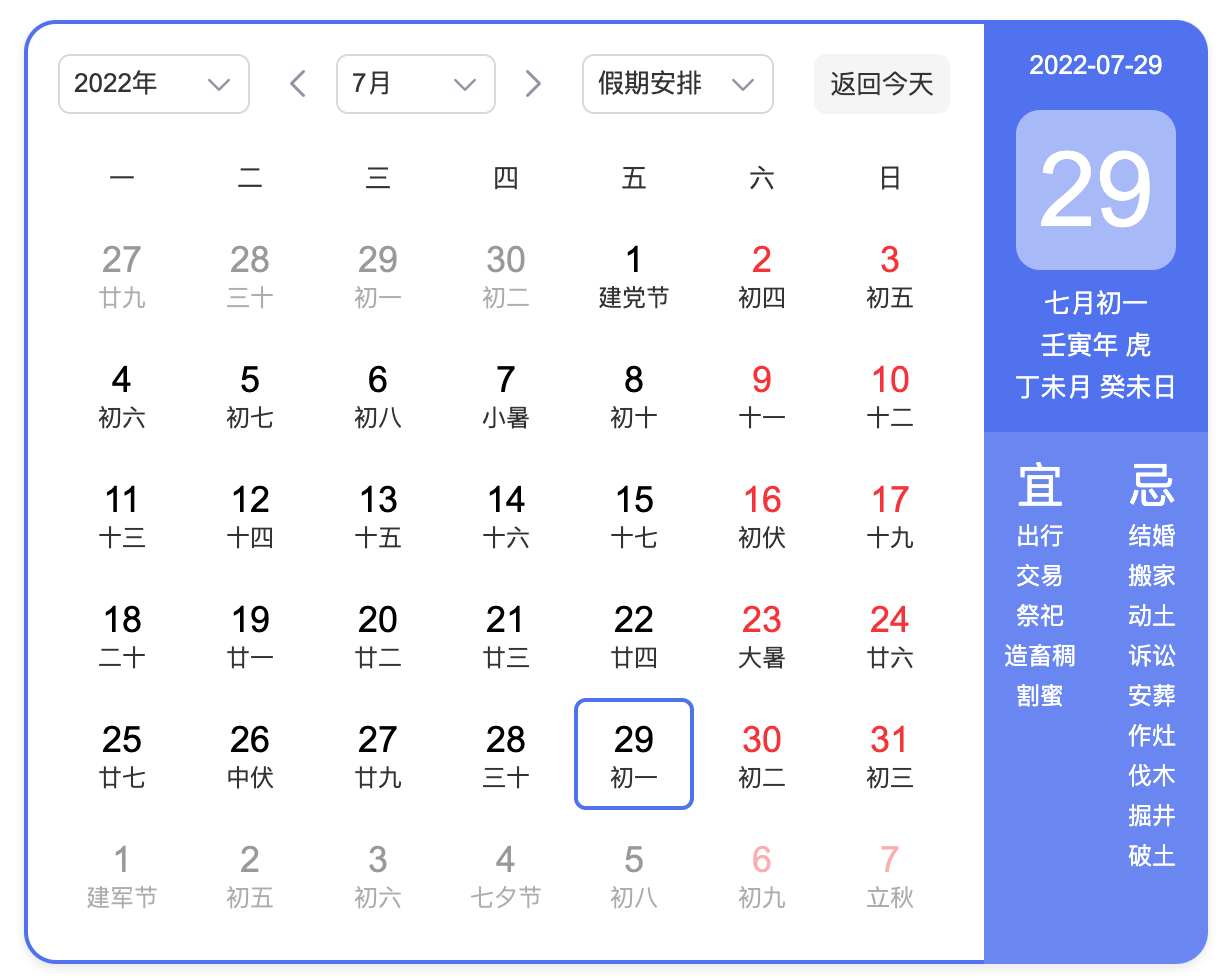 2022年 7月 假期安排 返回今天
一 二 三 四 五 六 日
27 28 29 30 1 2 3
廿九 三十 初一 初二 建党节 初四 初五
4 5 6 7 8 9 10
初六 初七 初八 小暑 初十 十一 十二
11 12 13 14 15 16 17
十三 十四 十五 十六 十七 初伏 十九
18 19 20 21 22 23 24
二十 廿一 廿二 廿三 廿四 大暑 廿六
25 26 27 28 29 30 31
廿七 中伏 廿九 三十 初一 初二 初三
1 2 3 4 5 6 7
建军节 初五 初六 七夕节 初八 初九 立秋
2022-07-29
29
七月初一
壬寅年 虎
丁未月 癸未日
宜 忌
出行 结婚
交易 搬家
祭祀 动土
造畜稠 诉讼
割蜜 安葬
作灶
伐木
掘井
破土